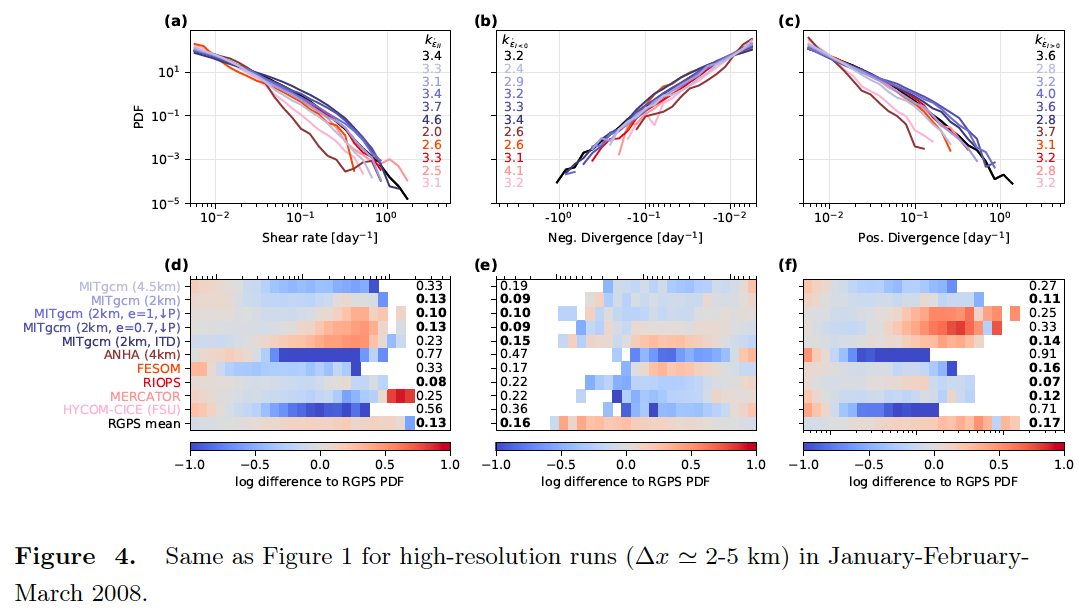 (a) (b) (c)
k_ε̇II k_ε̇I<0 k_ε̇I>0
3.4 3.2 3.6
3.3 2.4 2.8
10¹ 3.1 2.9 3.2
3.4 3.2 4.0
3.7 3.3 3.6
PDF 10⁻¹ 4.6 3.4 2.8
2.0 2.6 3.7
2.6 2.6 3.1
10⁻³ 3.3 3.1 3.2
2.5 4.1 2.8
3.1 3.2 3.2
10⁻⁵
10⁻² 10⁻¹ 10⁰ -10⁰ -10⁻¹ -10⁻² 10⁻² 10⁻¹ 10⁰
Shear rate [day⁻¹] Neg. Divergence [day⁻¹] Pos. Divergence [day⁻¹]
(d) (e) (f)
MITgcm (4.5km) 0.33 0.19 0.27
MITgcm (2km) 0.13 0.09 0.11
MITgcm (2km, e=1,↓P) 0.10 0.10 0.25
MITgcm (2km, e=0.7,↓P) 0.13 0.09 0.33
MITgcm (2km, ITD) 0.23 0.15 0.14
ANHA (4km) 0.77 0.47 0.91
FESOM 0.33 0.17 0.16
RIOPS 0.08 0.22 0.07
MERCATOR 0.25 0.22 0.12
HYCOM-CICE (FSU) 0.56 0.36 0.71
RGPS mean 0.13 0.16 0.17
−1.0 −0.5 0.0 0.5 1.0 −1.0 −0.5 0.0 0.5 1.0 −1.0 −0.5 0.0 0.5 1.0
log difference to RGPS PDF log difference to RGPS PDF log difference to RGPS PDF
Figure 4. Same as Figure 1 for high-resolution runs (Δx ≃ 2-5 km) in January-February-
March 2008.